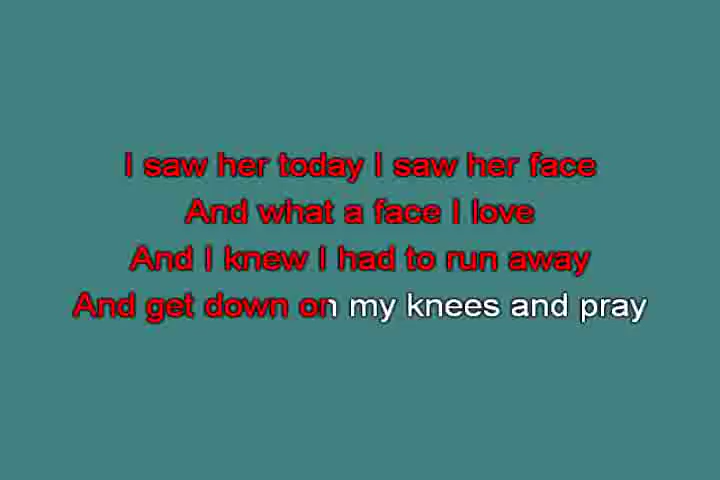 I saw her today I saw her face
And what a face I love
And I knew I had to run away
And get down on my knees and pray